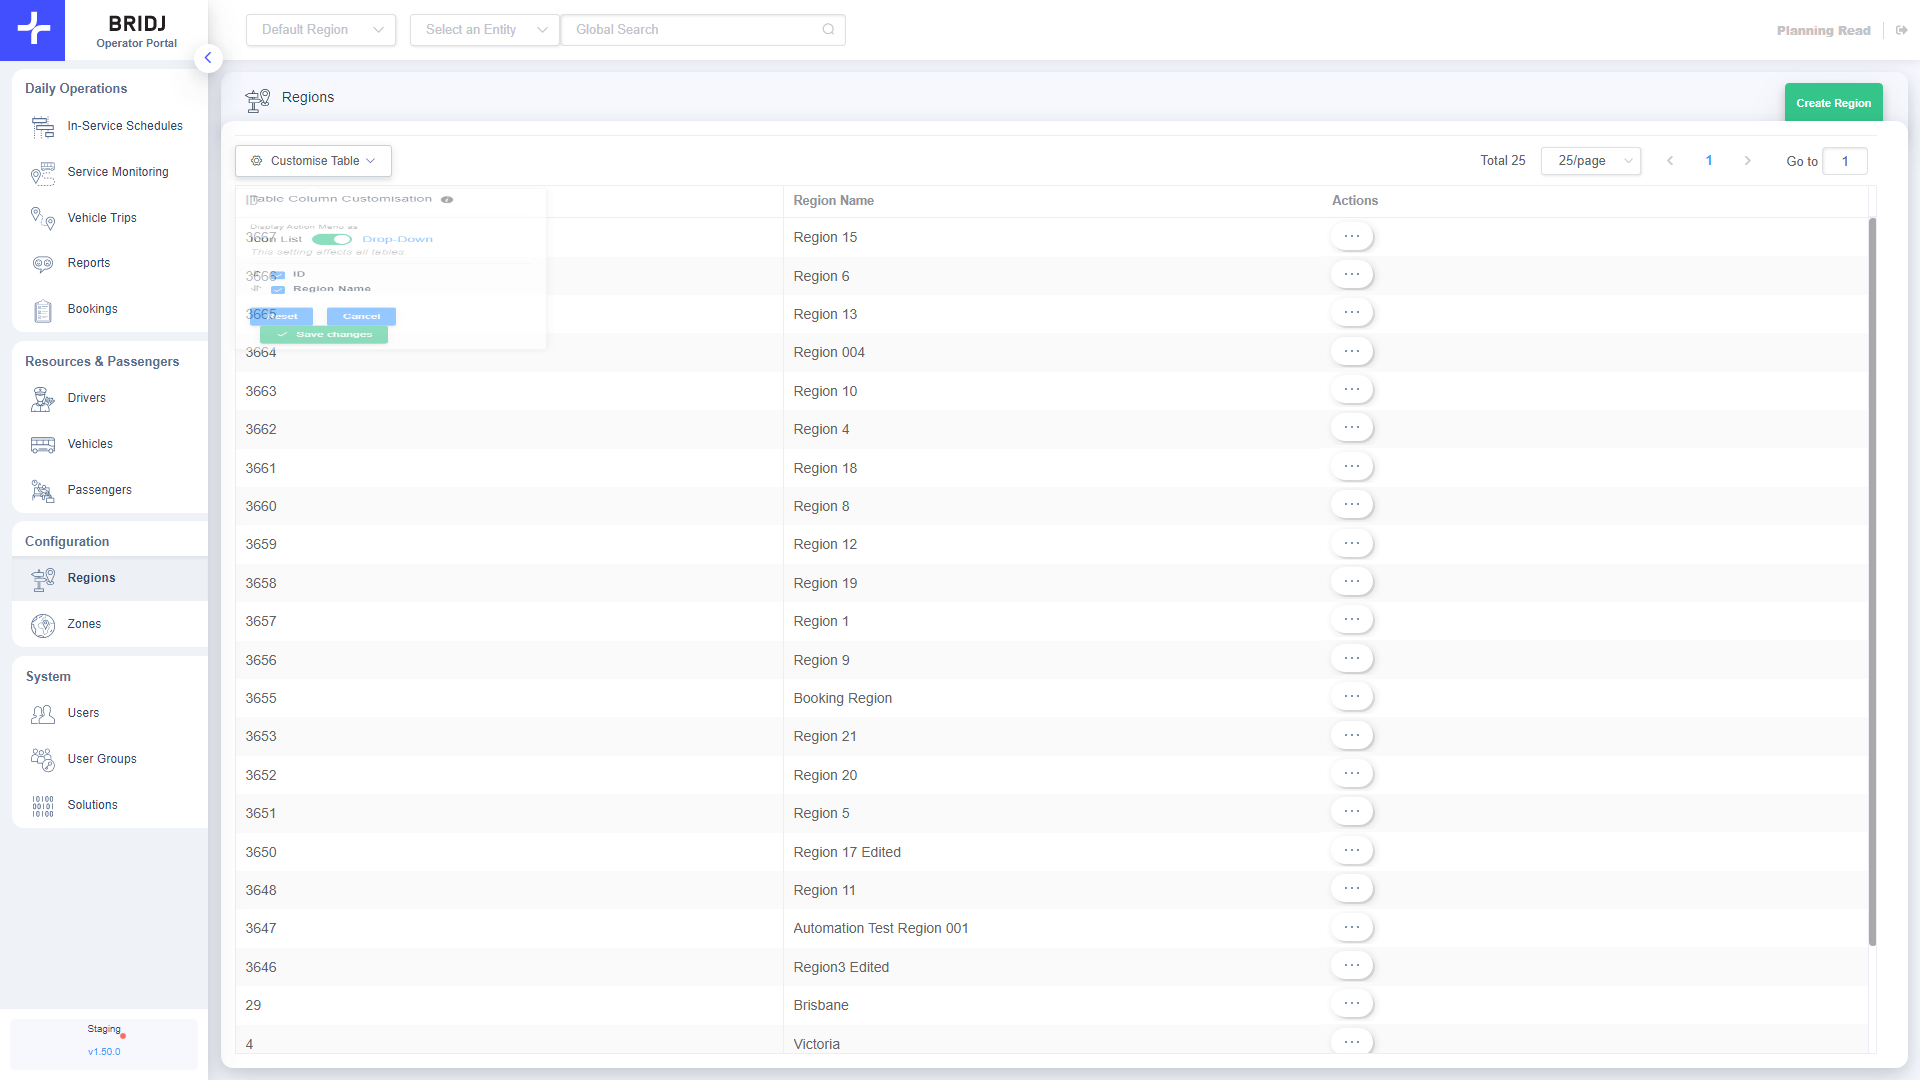 BRIDJ
Operator Portal
Default Region
Select an Entity
Global Search
Planning Read
Daily Operations
In-Service Schedules
Service Monitoring
Vehicle Trips
Reports
Bookings
Resources & Passengers
Drivers
Vehicles
Passengers
Configuration
Regions
Zones
System
Users
User Groups
Solutions
Staging
v1.50.0
Regions
Create Region
Customise Table
Total 25
25/page
1
Go to
1
ID
Region Name
Actions
Table Column Customisation
Display Action Menu as
Icon List
Drop-Down
This setting effects all tables.
ID
Region Name
Reset
Cancel
Save changes
3667 Region 15
3666 Region 6
3665 Region 13
3664 Region 004
3663 Region 10
3662 Region 4
3661 Region 18
3660 Region 8
3659 Region 12
3658 Region 19
3657 Region 1
3656 Region 9
3655 Booking Region
3653 Region 21
3652 Region 20
3651 Region 5
3650 Region 17 Edited
3648 Region 11
3647 Automation Test Region 001
3646 Region3 Edited
29 Brisbane
4 Victoria